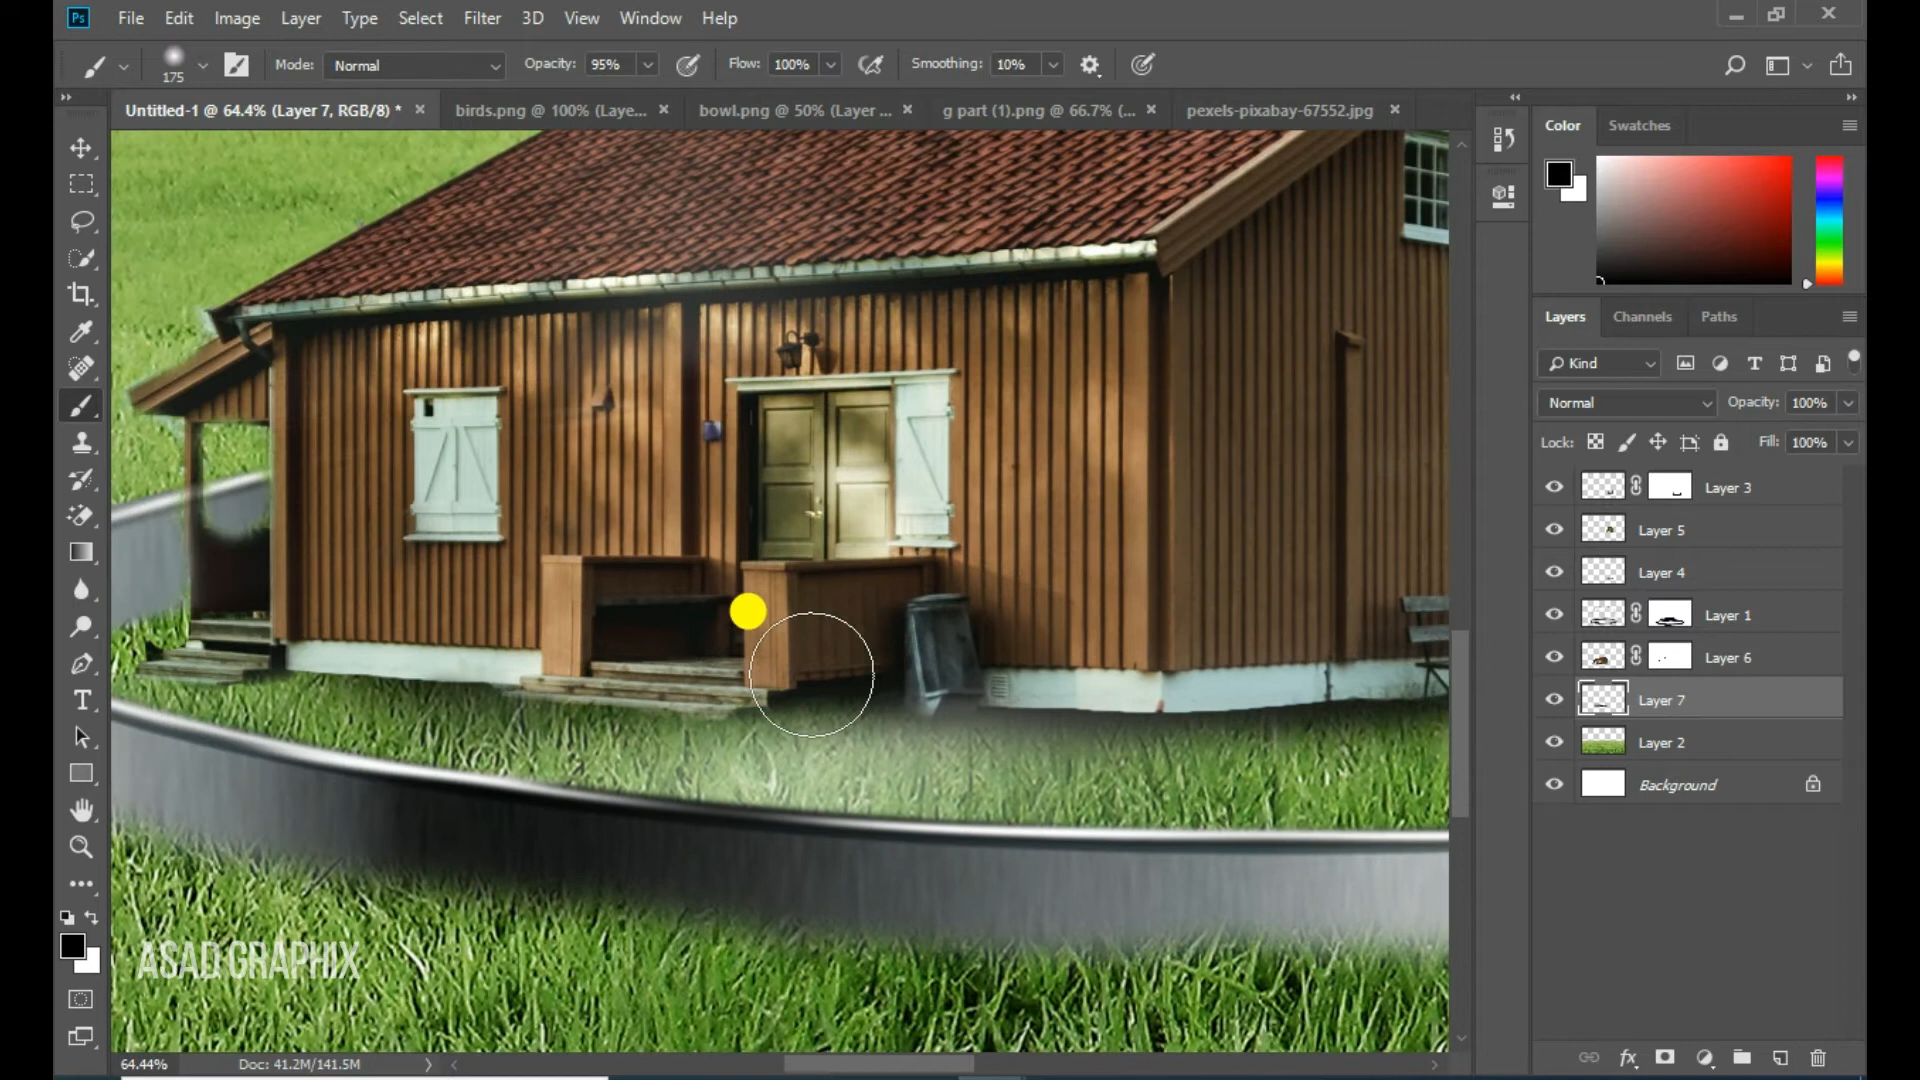 Ps File Edit Image Layer Type Select Filter 3D View Window Help
175 Mode: Normal Opacity: 95% Flow: 100% Smoothing: 10%
Untitled-1 @ 64.4% (Layer 7, RGB/8) * birds.png @ 100% (Laye... bowl.png @ 50% (Layer ... g part (1).png @ 66.7% (... pexels-pixabay-67552.jpg
Color Swatches
Layers Channels Paths
Kind
Normal Opacity: 100%
Lock: Fill: 100%
Layer 3
Layer 5
Layer 4
Layer 1
Layer 6
Layer 7
Layer 2
Background
ASAD GRAPHIX
64.44% Doc: 41.2M/141.5M
fx